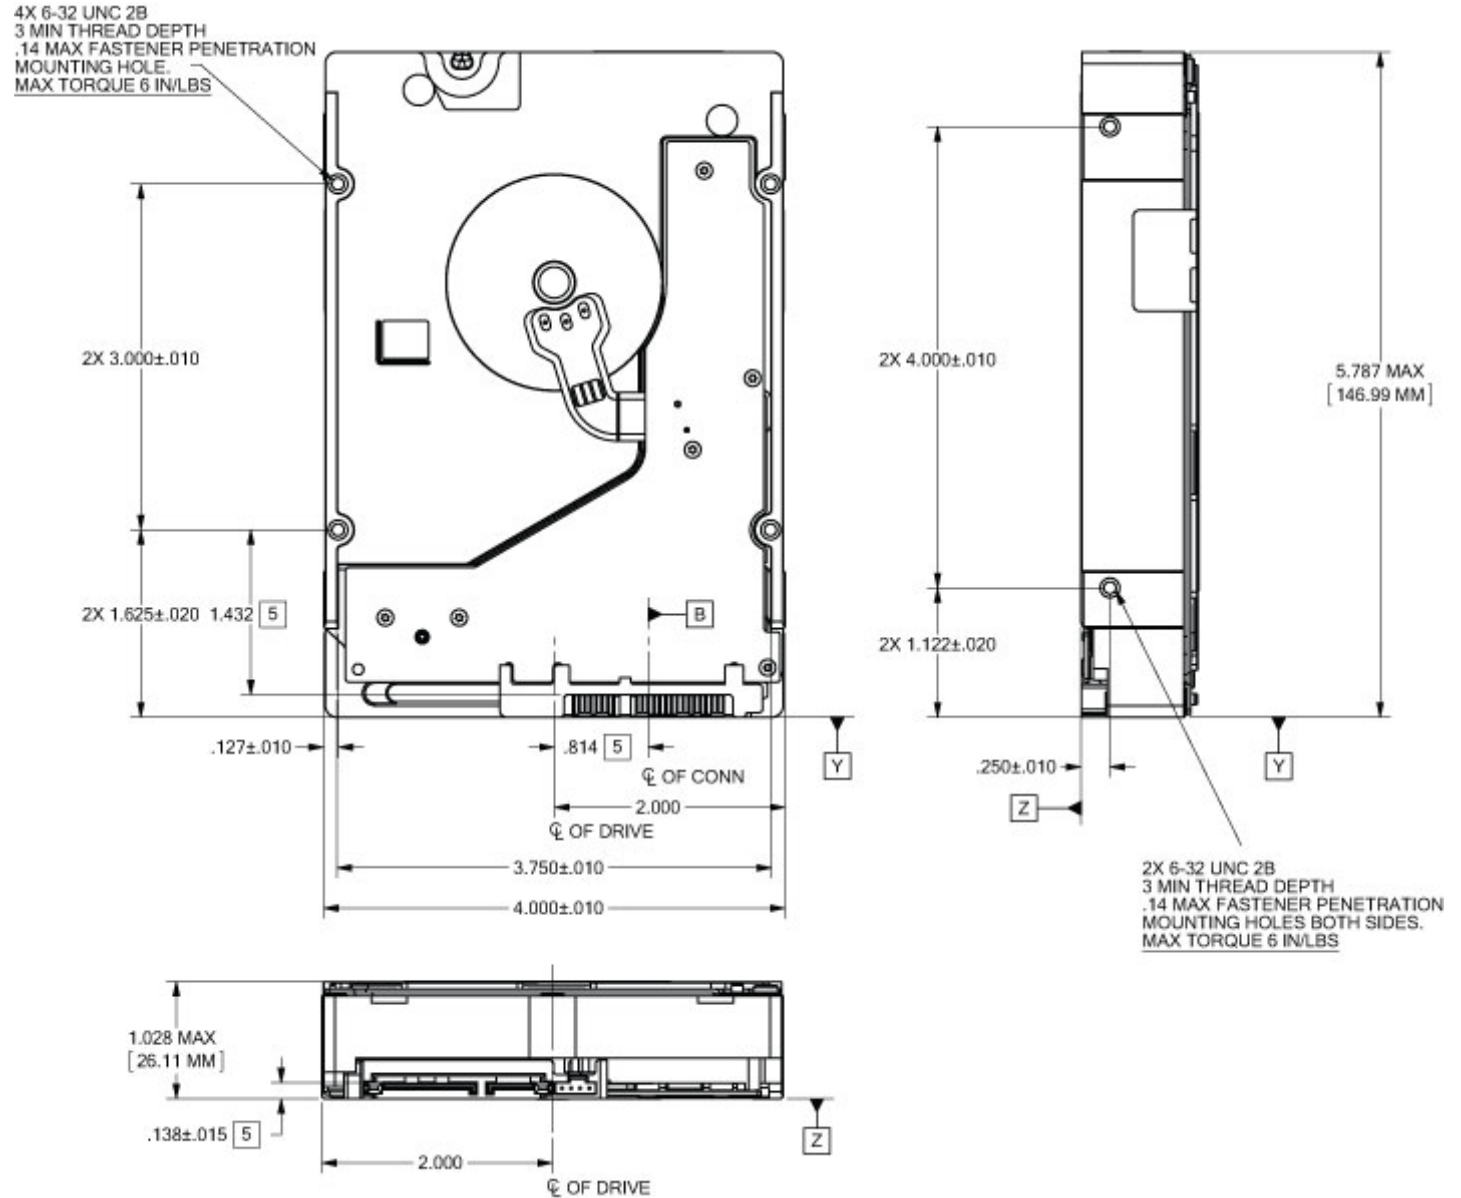 4X 6-32 UNC 2B
3 MIN THREAD DEPTH
.14 MAX FASTENER PENETRATION
MOUNTING HOLE.
MAX TORQUE 6 IN/LBS
2X 3.000±.010
2X 4.000±.010
5.787 MAX
[146.99 MM]
2X 1.625±.020 1.432 5
B
2X 1.122±.020
.127±.010
.814 5
Y
℄ OF CONN
.250±.010
Y
2.000
Z
℄ OF DRIVE
3.750±.010
4.000±.010
2X 6-32 UNC 2B
3 MIN THREAD DEPTH
.14 MAX FASTENER PENETRATION
MOUNTING HOLES BOTH SIDES.
MAX TORQUE 6 IN/LBS
1.028 MAX
[26.11 MM]
.138±.015 5
Z
2.000
℄ OF DRIVE